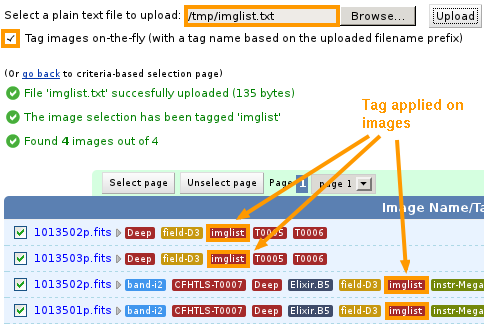 Select a plain text file to upload: /tmp/imglist.txt Browse... Upload
Tag images on-the-fly (with a tag name based on the uploaded filename prefix)
(Or go back to criteria-based selection page)
File 'imglist.txt' succesfully uploaded (135 bytes)
The image selection has been tagged 'imglist'
Found 4 images out of 4
Tag applied on
images
Select page Unselect page Page 1 page 1
Image Name/Ta
1013502p.fits Deep field-D3 imglist T0005 T0006
1013503p.fits Deep field-D3 imglist T0005 T0006
1013502p.fits band-i2 CFHTLS-T0007 Deep Elixir.B5 field-D3 imglist instr-Mega
1013501p.fits band-i2 CFHTLS-T0007 Deep Elixir.B5 field-D3 imglist instr-Mega